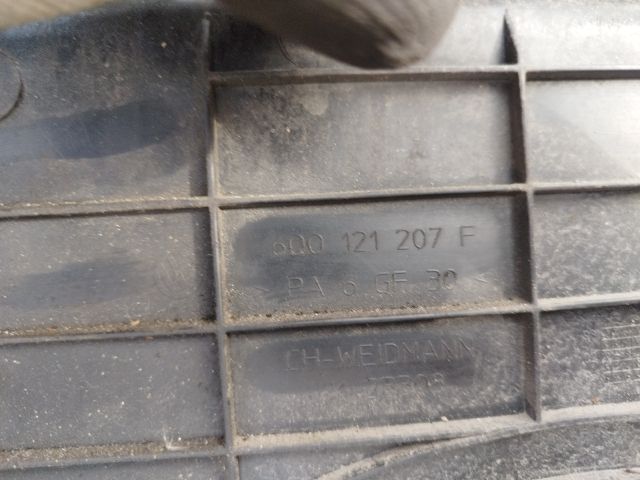 6Q0 121 207 F
> PA 6 GF 30 <
CH-WEIDMANN